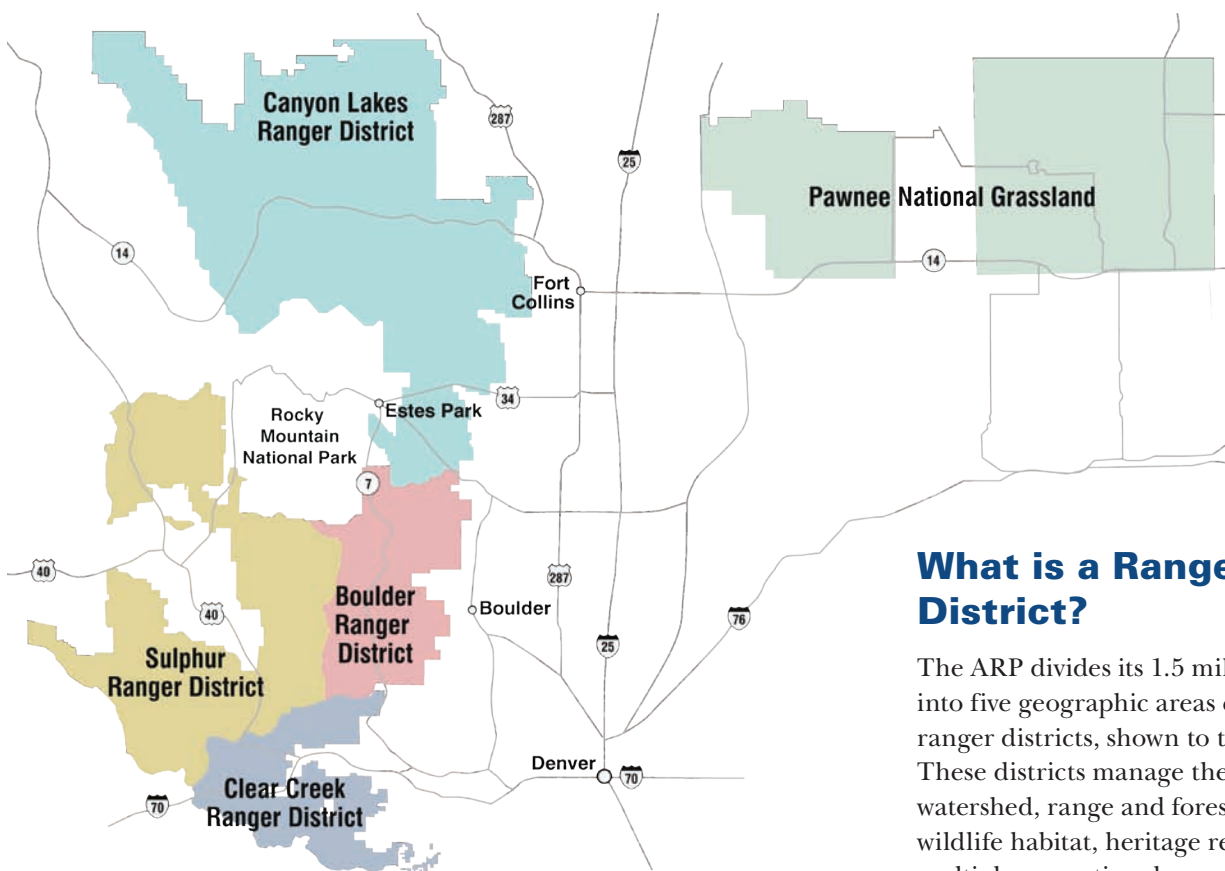 Canyon Lakes
Ranger District
287
25
Pawnee National Grassland
14
14
Fort
Collins
34
Estes Park
Rocky
Mountain
National Park
7
40
40
287
Boulder
Boulder
Ranger
District
76
25
Sulphur
Ranger District
Denver
70
70
Clear Creek
Ranger District
What is a Range
District?
The ARP divides its 1.5 mil
into five geographic areas
ranger districts, shown to t
These districts manage the
watershed, range and fores
wildlife habitat, heritage re